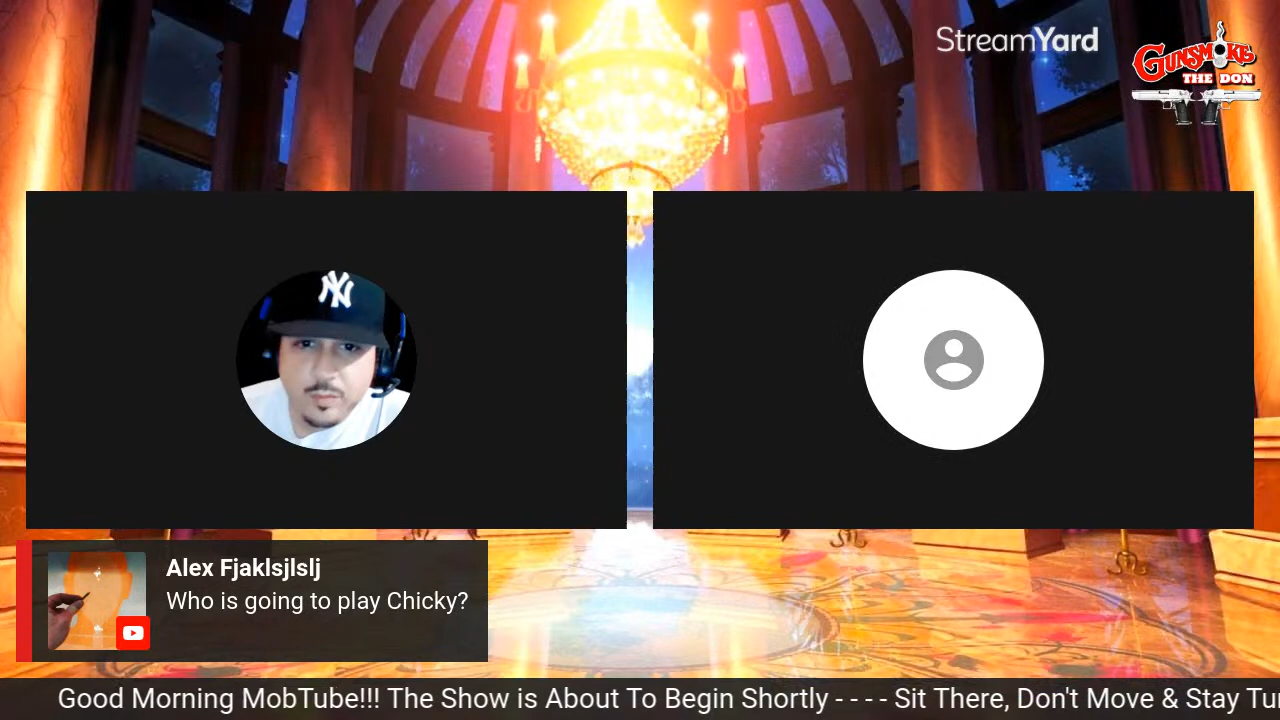 StreamYard
GUNSMOKE
THE DON
NY
Alex Fjaklsjlslj
Who is going to play Chicky?
Good Morning MobTube!!! The Show is About To Begin Shortly - - - - Sit There, Don't Move & Stay Tu